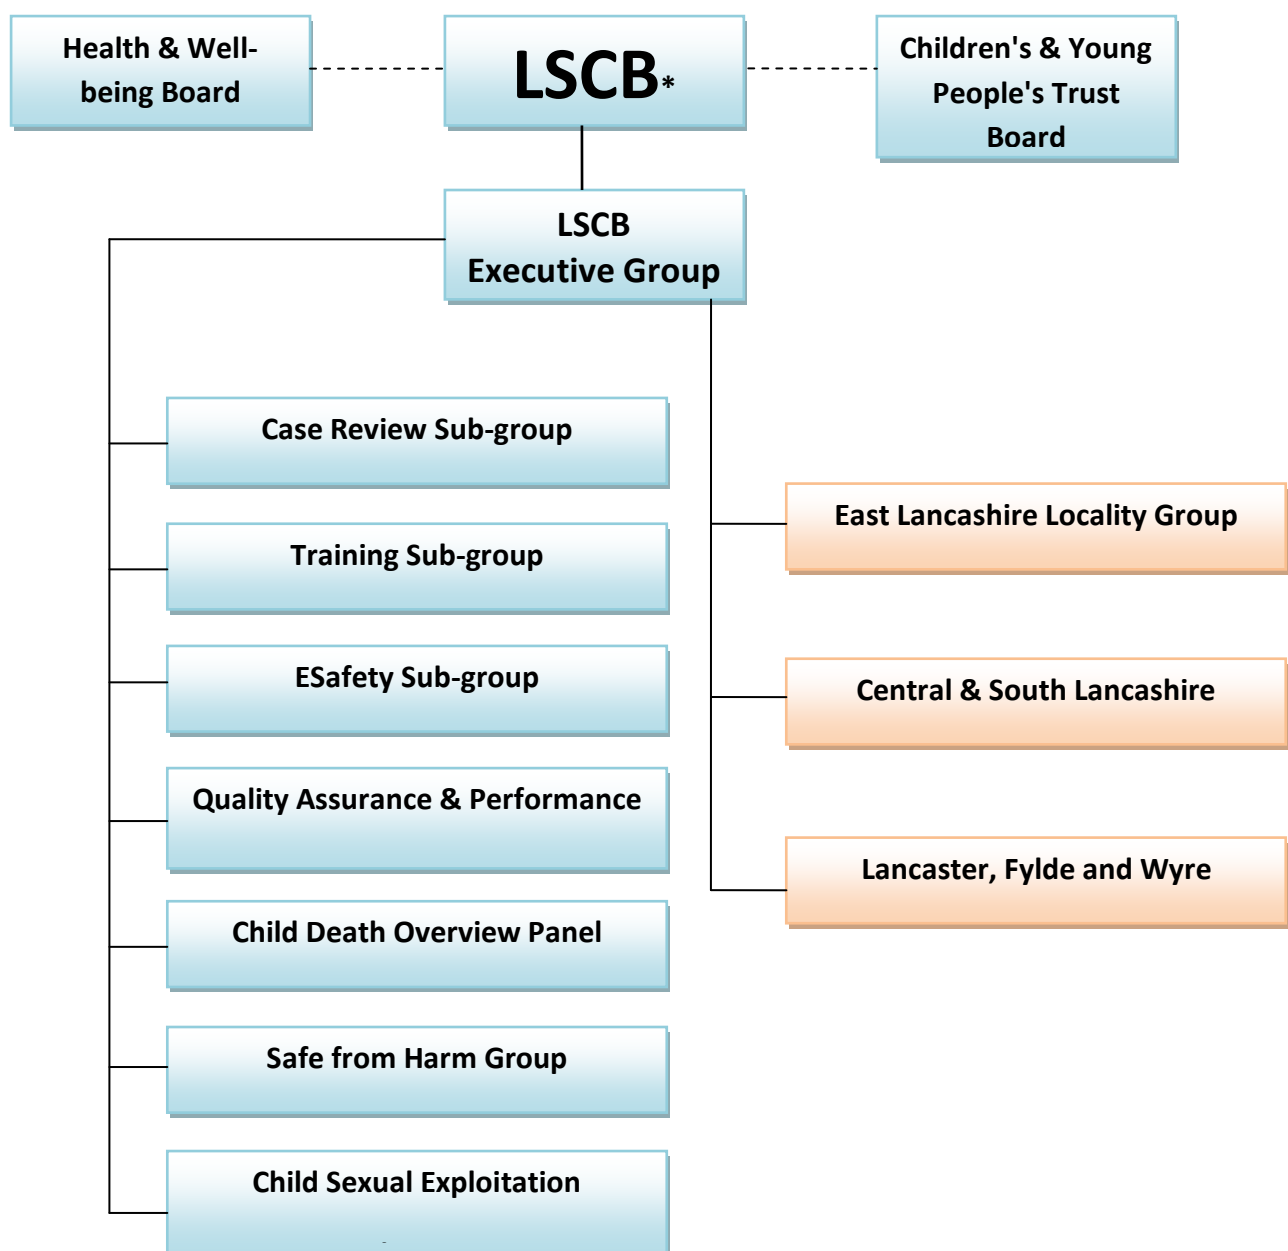 Health & Well-
being Board
LSCB*
Children's & Young
People's Trust
Board
LSCB
Executive Group
Case Review Sub-group
Training Sub-group
ESafety Sub-group
Quality Assurance & Performance
Child Death Overview Panel
Safe from Harm Group
Child Sexual Exploitation
East Lancashire Locality Group
Central & South Lancashire
Lancaster, Fylde and Wyre